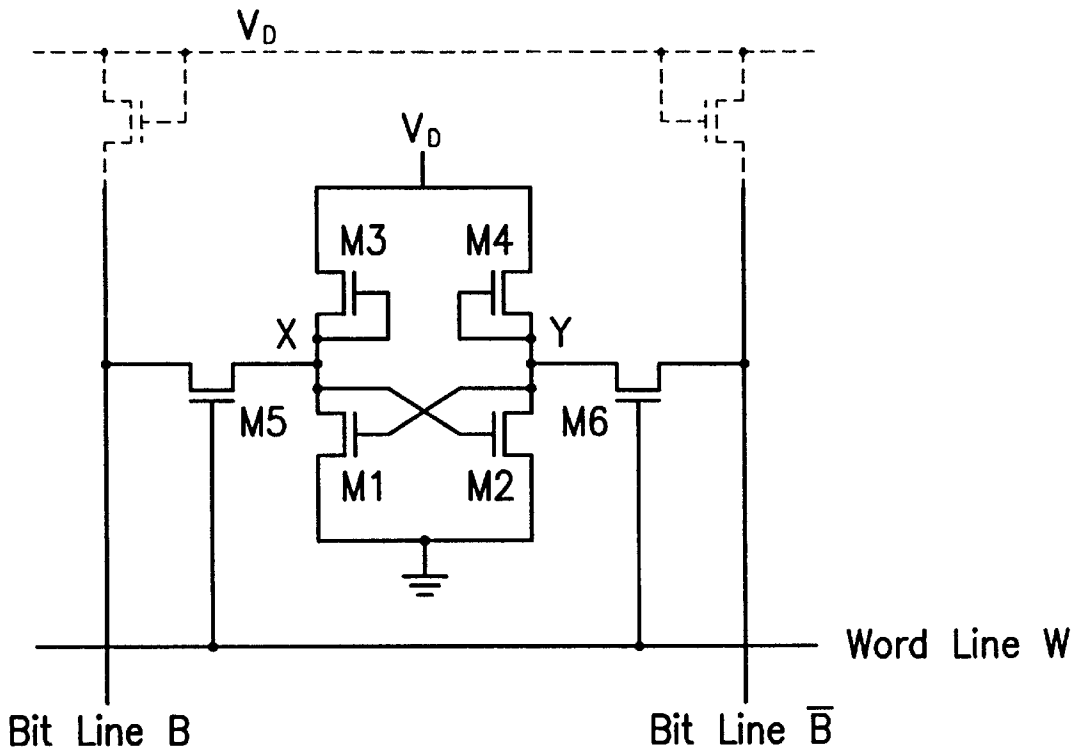 V_D
V_D
M3
M4
X
Y
M5
M6
M1
M2
Word Line W
Bit Line B
Bit Line B̅